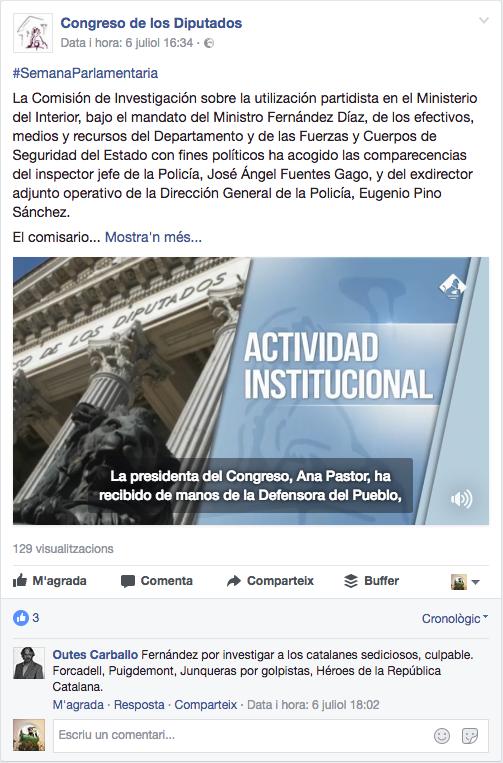 Congreso de los Diputados
Data i hora: 6 juliol 16:34 ·
#SemanaParlamentaria
La Comisión de Investigación sobre la utilización partidista en el Ministerio
del Interior, bajo el mandato del Ministro Fernández Díaz, de los efectivos,
medios y recursos del Departamento y de las Fuerzas y Cuerpos de
Seguridad del Estado con fines políticos ha acogido las comparecencias
del inspector jefe de la Policía, José Ángel Fuentes Gago, y del exdirector
adjunto operativo de la Dirección General de la Policía, Eugenio Pino
Sánchez.
El comisario... Mostra'n més...
SO DE LOS DIPUTADOS
ACTIVIDAD
INSTITUCIONAL
La presidenta del Congreso, Ana Pastor, ha
recibido de manos de la Defensora del Pueblo,
129 visualitzacions
M'agrada Comenta Comparteix Buffer
3 Cronològic
Outes Carballo Fernández por investigar a los catalanes sediciosos, culpable.
Forcadell, Puigdemont, Junqueras por golpistas, Héroes de la República
Catalana.
M'agrada · Resposta · Comparteix · Data i hora: 6 juliol 18:02
Escriu un comentari...